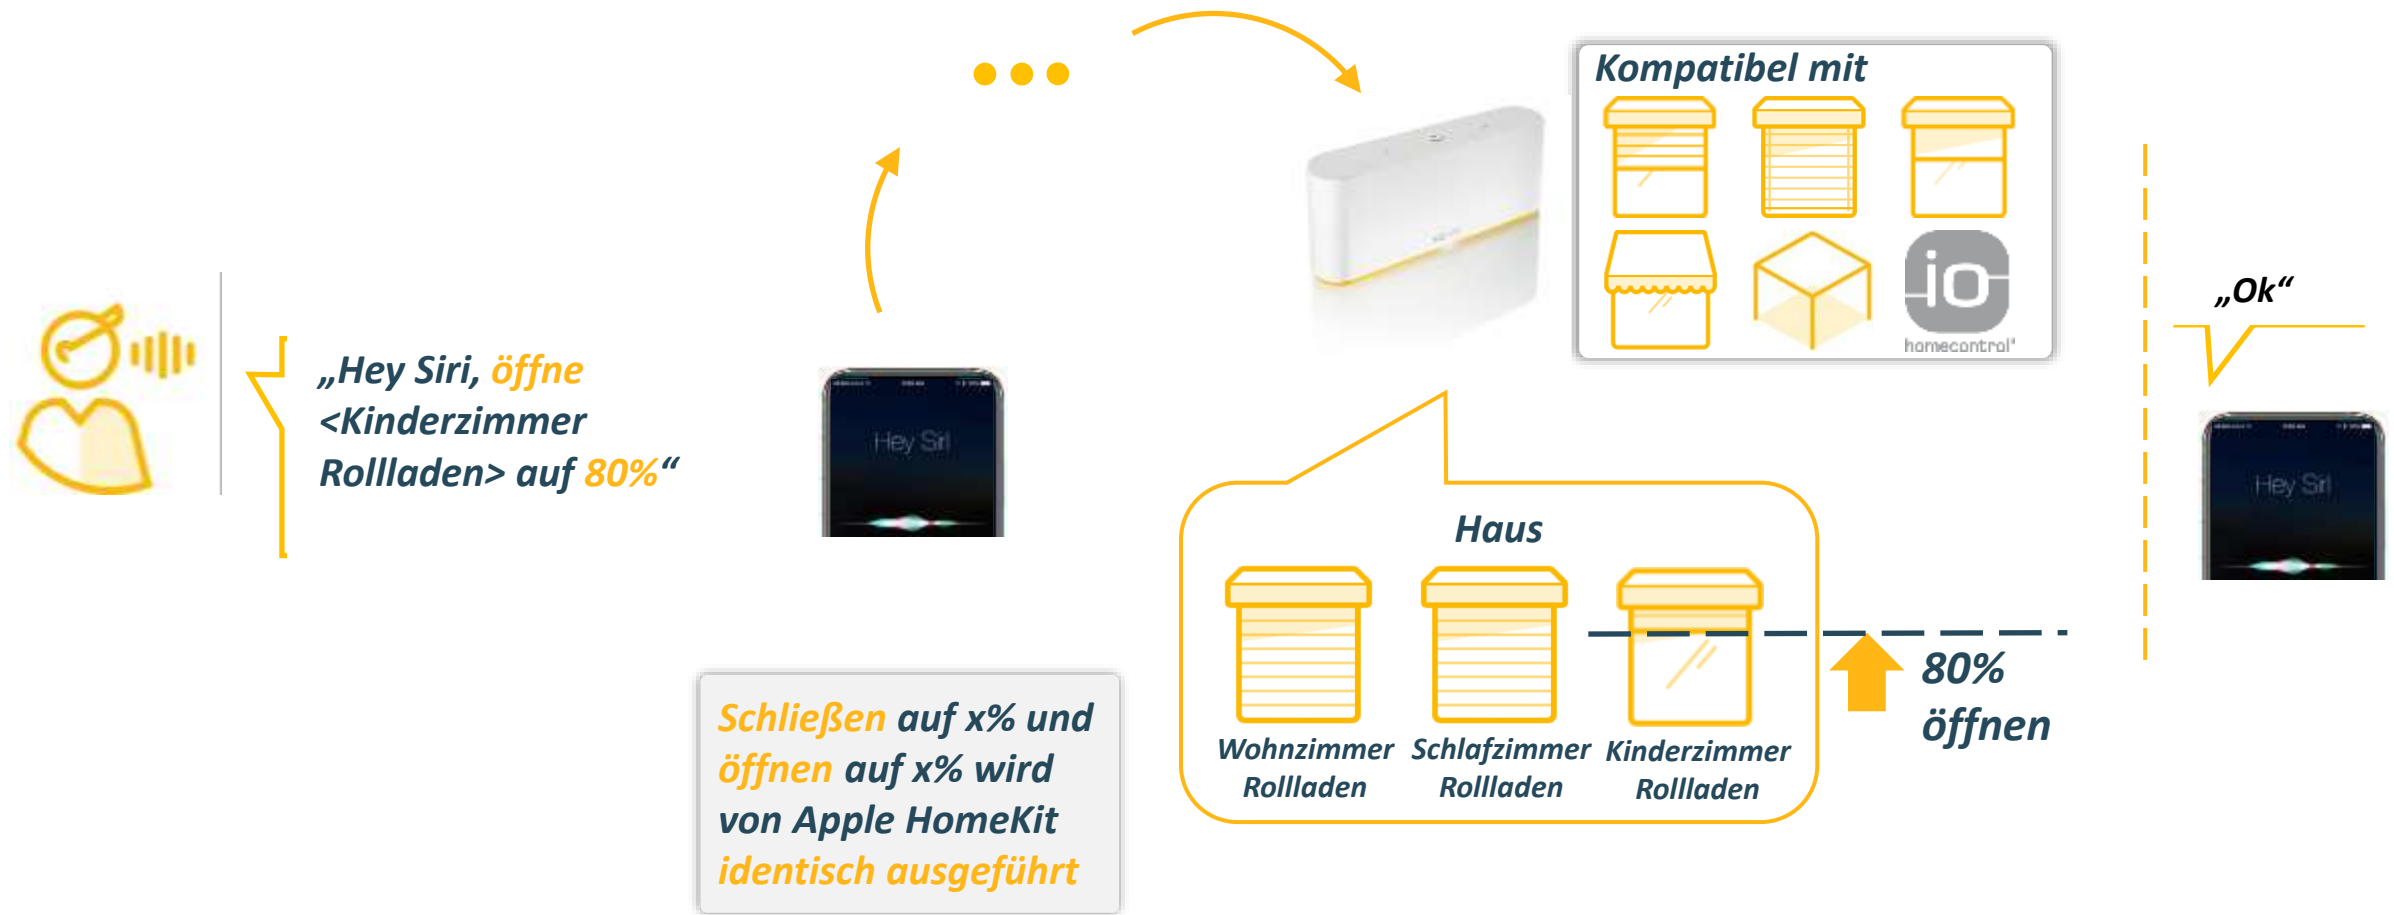 Kompatibel mit
io
homecontrol®
„Hey Siri, öffne
<Kinderzimmer
Rollladen> auf 80%“
Hey Siri
„Ok“
Hey Siri
Haus
Wohnzimmer
Rollladen
Schlafzimmer
Rollladen
Kinderzimmer
Rollladen
80%
öffnen
Schließen auf x% und
öffnen auf x% wird
von Apple HomeKit
identisch ausgeführt